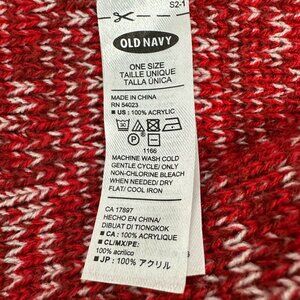 S2-1
OLD NAVY
ONE SIZE
TAILLE UNIQUE
TALLA ÚNICA
MADE IN CHINA
RN 54023
■ US : 100% ACRYLIC
P
1166
MACHINE WASH COLD
GENTLE CYCLE/ ONLY
NON-CHLORINE BLEACH
WHEN NEEDED/ DRY
FLAT/ COOL IRON
CA 17897
HECHO EN CHINA/
DIBUAT DI TIONGKOK
■ CA : 100% ACRYLIQUE
■ CL/MX/PE:
100% acrílico
■ JP : 100% アクリル